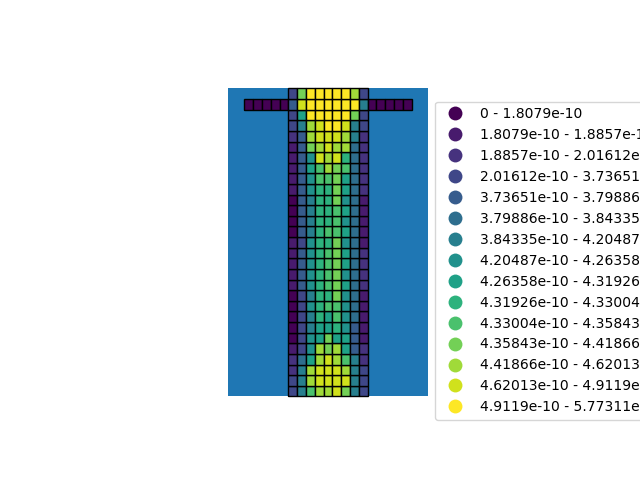 0 - 1.8079e-10
1.8079e-10 - 1.8857e-1
1.8857e-10 - 2.01612e
2.01612e-10 - 3.73651
3.73651e-10 - 3.79886
3.79886e-10 - 3.84335
3.84335e-10 - 4.20487
4.20487e-10 - 4.26358
4.26358e-10 - 4.31926
4.31926e-10 - 4.33004
4.33004e-10 - 4.35843
4.35843e-10 - 4.41866
4.41866e-10 - 4.62013
4.62013e-10 - 4.9119e
4.9119e-10 - 5.77311e